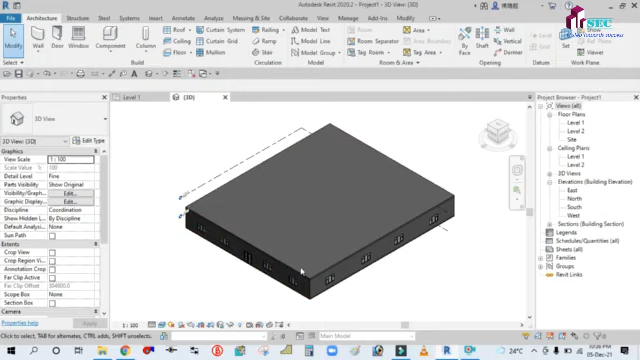 Autodesk Revit 2020.2 - Project1 - 3D View: {3D}
File Architecture Structure Steel Systems Insert Annotate Analyze Massing & Site Collaborate View Manage Add-Ins Modify
Modify Wall Door Window Component Column
Roof Ceiling Floor
Curtain System Curtain Grid Mullion
Railing Ramp Stair
Model Text Model Line Model Group
Room Room Separator Tag Room
Area Area Boundary Tag Area
By Face Shaft
Wall Vertical Dormer
Level Grid
Set
Show Ref Plane Viewer
Select Build Circulation Model Room & Area Opening Datum Work Plane
SEC
Properties
3D View
3D View: {3D} Edit Type
Graphics
View Scale 1 : 100
Scale Value 1: 100
Detail Level Fine
Parts Visibility Show Original
Visibility/Graph... Edit...
Graphic Display... Edit...
Discipline Coordination
Show Hidden L... By Discipline
Default Analysi... None
Sun Path
Extents
Crop View
Crop Region Vi...
Annotation Crop
Far Clip Active
Far Clip Offset 304800.0
Scope Box None
Section Box
Camera
Properties help Apply
Level 1 {3D}
Project Browser - Project1
Views (all)
Floor Plans
Level 1
Level 2
Site
Ceiling Plans
Level 1
Level 2
3D Views
Elevations (Building Elevation)
East
North
South
West
Sections (Building Section)
Legends
Schedules/Quantities (all)
Sheets (all)
Families
Groups
Revit Links
1 : 100
Click to select, TAB for alternates, CTRL adds, SHIFT unselects. Main Model
24°C
05-Dec-21